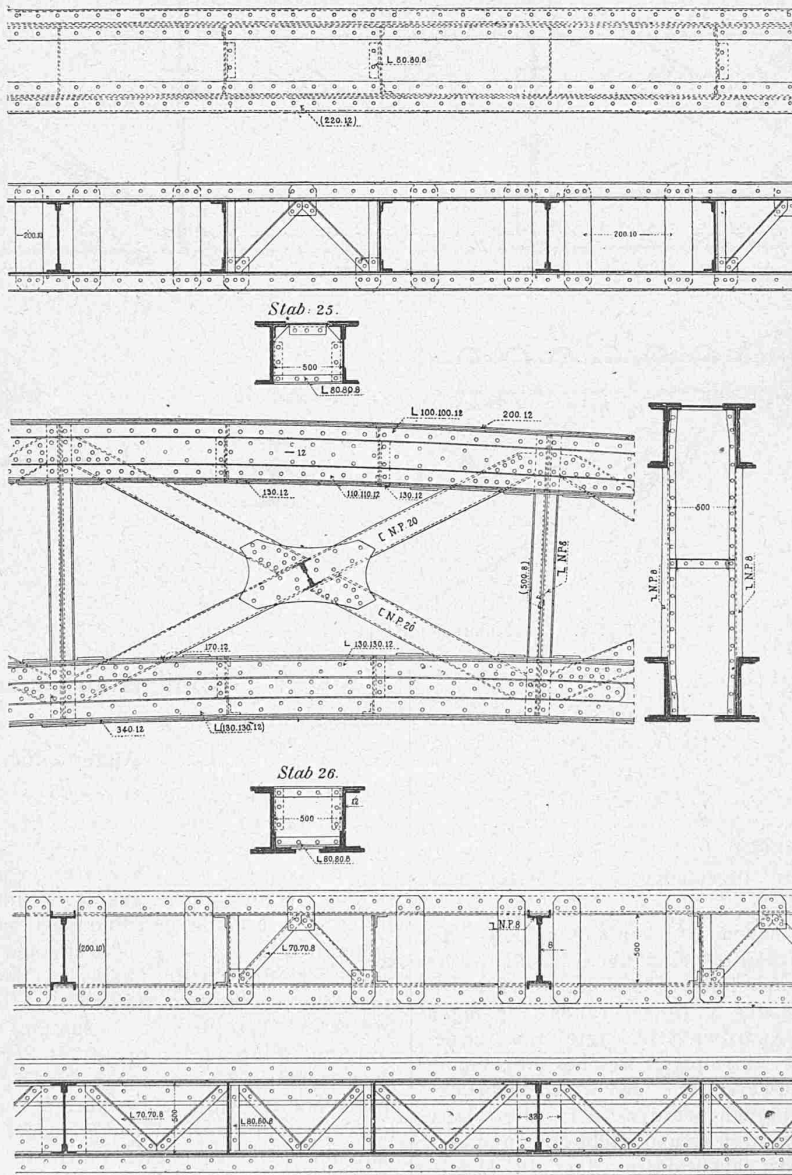 L 80.80.8
(220.12)
200.10
200.10
Stab: 25.
500
L 80.80.8
L 100.100.12
200.12
12
130.12
110.110.12
130.12
[ N.P. 20
(500.8)
N.P.8
[ N.P. 20
170.12
L 130.130.12
340.12
L (130.130.12)
500
N.P.8
N.P.8
Stab 26.
500
12
L 80.80.8
(200.10)
L 70.70.8
N.P.8
8
500
L 70.70.8
500
L 80.80.8
330